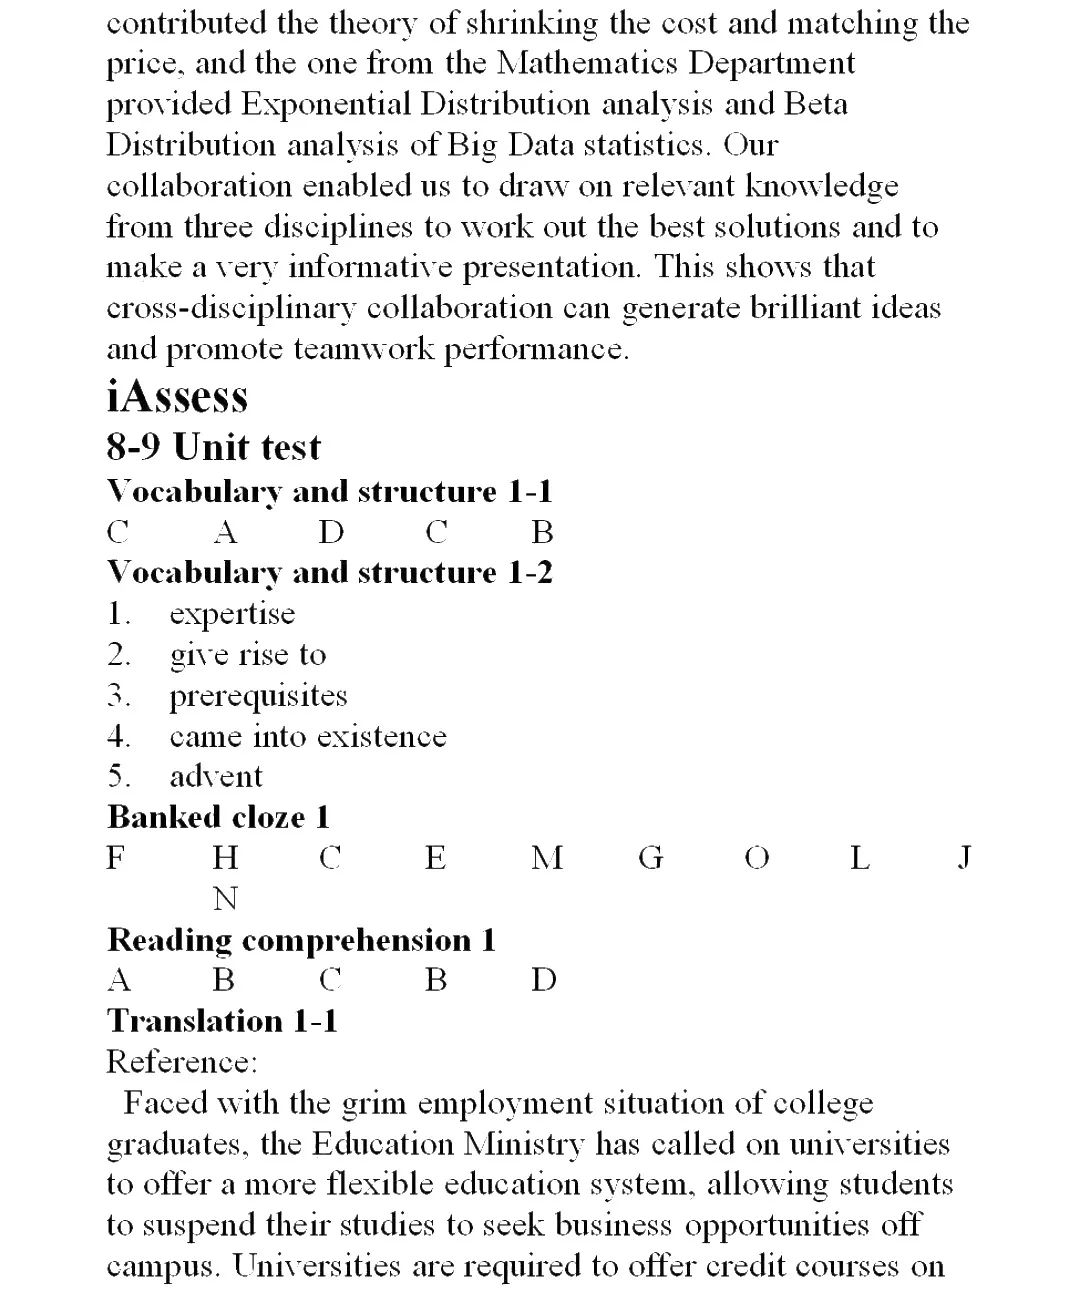 contributed the theory of shrinking the cost and matching the
price, and the one from the Mathematics Department
provided Exponential Distribution analysis and Beta
Distribution analysis of Big Data statistics. Our
collaboration enabled us to draw on relevant knowledge
from three disciplines to work out the best solutions and to
make a very informative presentation. This shows that
cross-disciplinary collaboration can generate brilliant ideas
and promote teamwork performance.
iAssess
8-9 Unit test
Vocabulary and structure 1-1
C A D C B
Vocabulary and structure 1-2
1. expertise
2. give rise to
3. prerequisites
4. came into existence
5. advent
Banked cloze 1
F H C E M G O L J
N
Reading comprehension 1
A B C B D
Translation 1-1
Reference:
Faced with the grim employment situation of college
graduates, the Education Ministry has called on universities
to offer a more flexible education system, allowing students
to suspend their studies to seek business opportunities off
campus. Universities are required to offer credit courses on